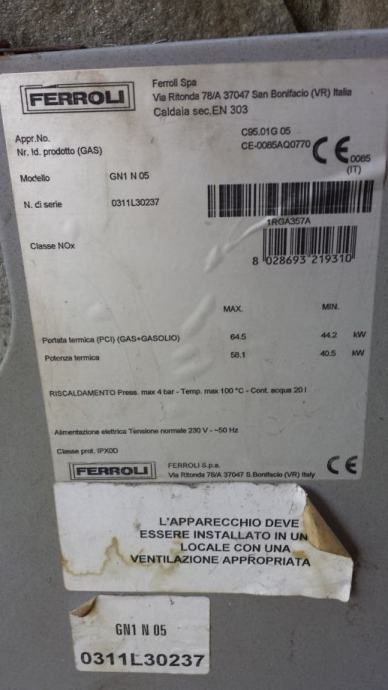 FERROLI
Ferroli Spa
Via Ritonda 78/A 37047 San Bonifacio (VR) Italia
Caldaia sec.EN 303
Appr.No. C95.01G 05
Nr. Id. prodotto (GAS) CE-0085AQ0770
CE 0085
(IT)
Modello GN1 N 05
N. di serie 0311L30237
1RGA357A
Classe NOx
8 028693 219310
MAX. MIN.
Portata termica (PCI) (GAS+GASOLIO) 64.5 44.2 kW
Potenza termica 58.1 40.5 kW
RISCALDAMENTO Press. max 4 bar - Temp. max 100 °C - Cont. acqua 20 l
Alimentazione elettrica Tensione normale 230 V - ~50 Hz
Classe prot. IPX0D
FERROLI
FERROLI S.p.a.
Via Ritonda 78/A 37047 S.Bonifacio (VR) Italy
CE
L'APPARECCHIO DEVE
ESSERE INSTALLATO IN UN
LOCALE CON UNA
VENTILAZIONE APPROPRIATA
GN1 N 05
0311L30237